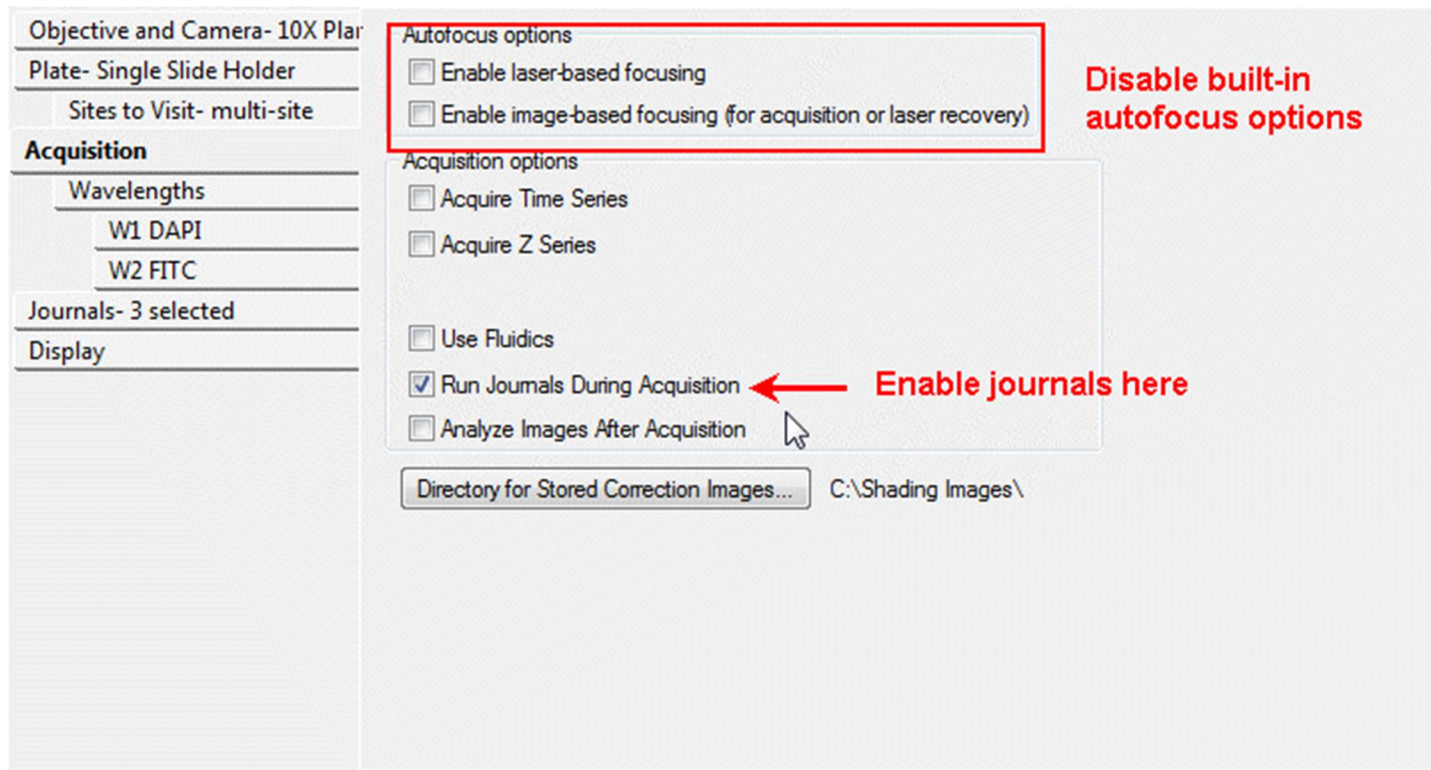 Objective and Camera- 10X Plan
Plate- Single Slide Holder
Sites to Visit- multi-site
Acquisition
Wavelengths
W1 DAPI
W2 FITC
Journals- 3 selected
Display
Autofocus options
Enable laser-based focusing
Enable image-based focusing (for acquisition or laser recovery)
Disable built-in
autofocus options
Acquisition options
Acquire Time Series
Acquire Z Series
Use Fluidics
Run Journals During Acquisition
Enable journals here
Analyze Images After Acquisition
Directory for Stored Correction Images...
C:\Shading Images\